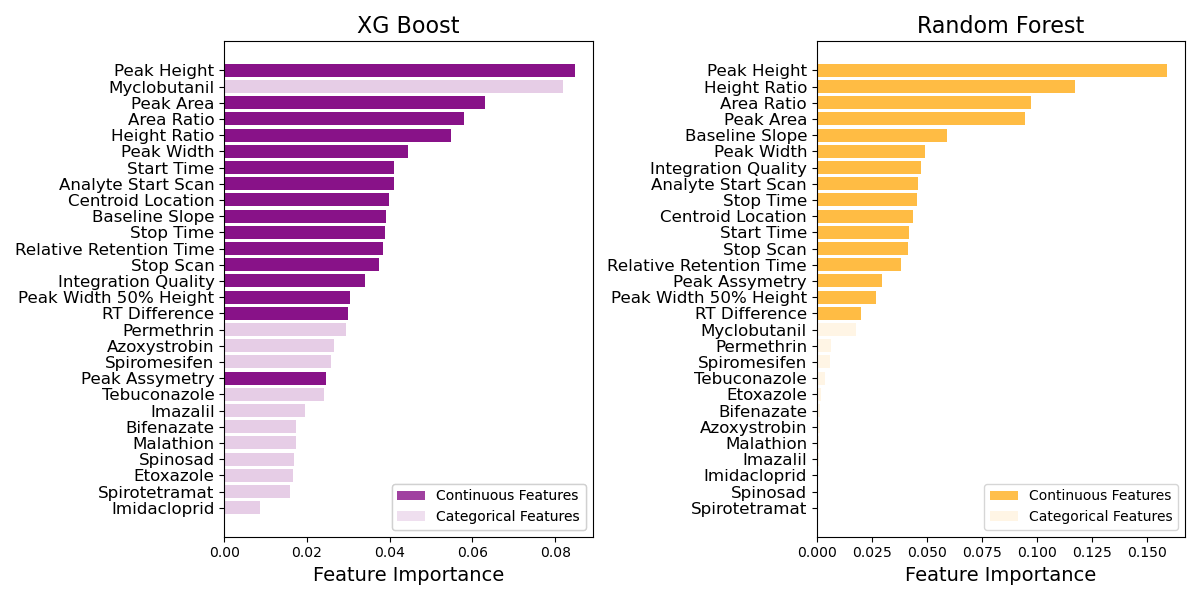 XG Boost
Peak Height
Myclobutanil
Peak Area
Area Ratio
Height Ratio
Peak Width
Start Time
Analyte Start Scan
Centroid Location
Baseline Slope
Stop Time
Relative Retention Time
Stop Scan
Integration Quality
Peak Width 50% Height
RT Difference
Permethrin
Azoxystrobin
Spiromesifen
Peak Assymetry
Tebuconazole
Imazalil
Bifenazate
Malathion
Spinosad
Etoxazole
Spirotetramat
Imidacloprid
Continuous Features
Categorical Features
0.00 0.02 0.04 0.06 0.08
Feature Importance
Random Forest
Peak Height
Height Ratio
Area Ratio
Peak Area
Baseline Slope
Peak Width
Integration Quality
Analyte Start Scan
Stop Time
Centroid Location
Start Time
Stop Scan
Relative Retention Time
Peak Assymetry
Peak Width 50% Height
RT Difference
Myclobutanil
Permethrin
Spiromesifen
Tebuconazole
Etoxazole
Bifenazate
Azoxystrobin
Malathion
Imazalil
Imidacloprid
Spinosad
Spirotetramat
Continuous Features
Categorical Features
0.000 0.025 0.050 0.075 0.100 0.125 0.150
Feature Importance